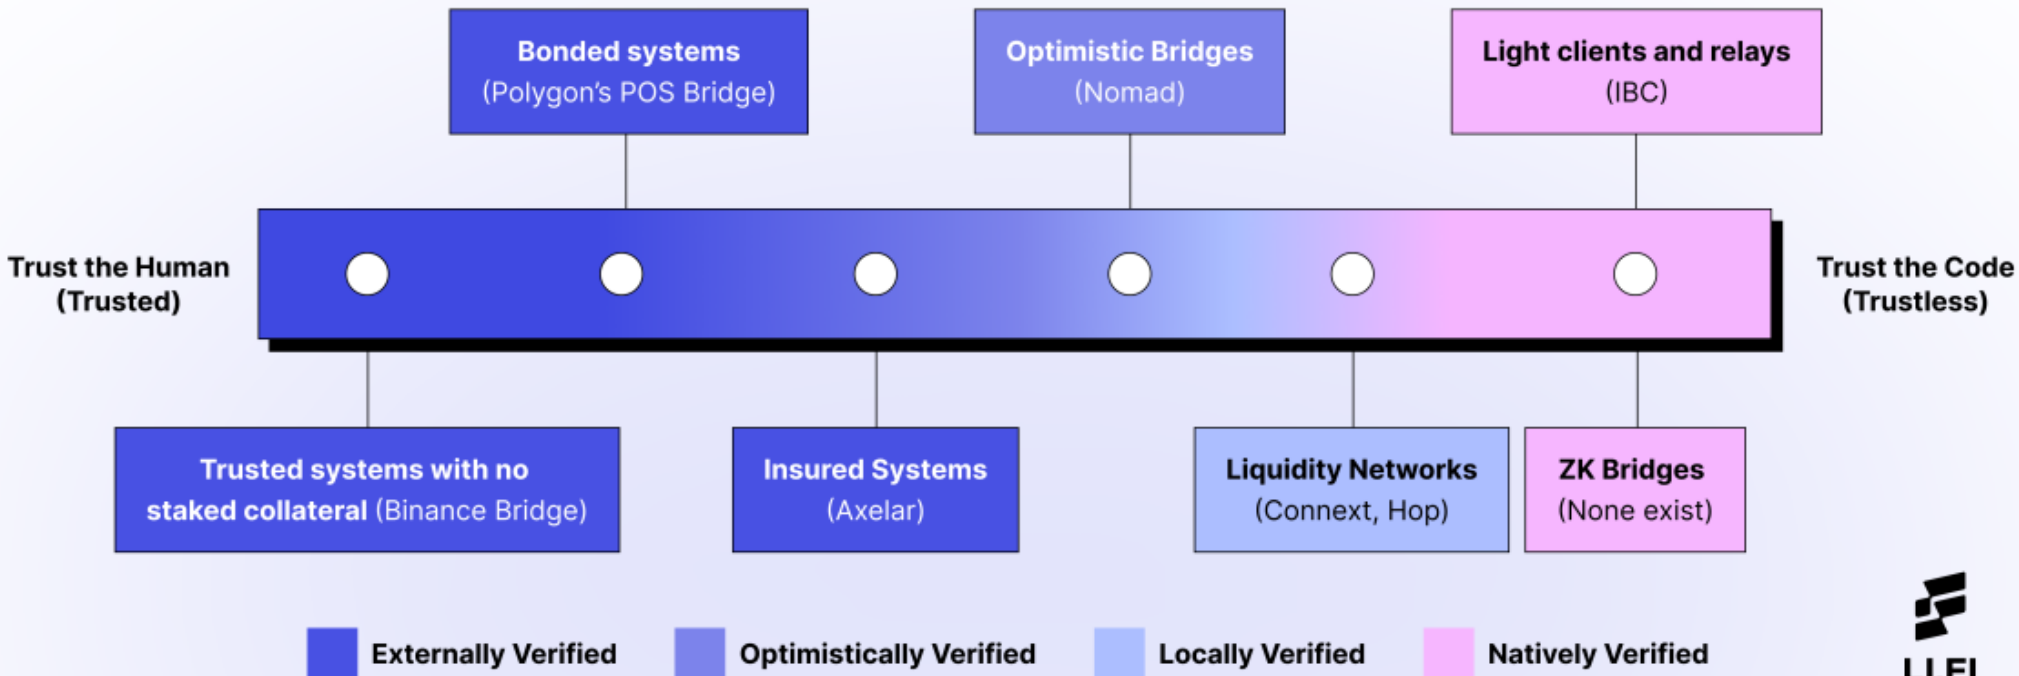 Bonded systems
(Polygon's POS Bridge)
Optimistic Bridges
(Nomad)
Light clients and relays
(IBC)
Trust the Human
(Trusted)
Trust the Code
(Trustless)
Trusted systems with no
staked collateral (Binance Bridge)
Insured Systems
(Axelar)
Liquidity Networks
(Connext, Hop)
ZK Bridges
(None exist)
Externally Verified
Optimistically Verified
Locally Verified
Natively Verified